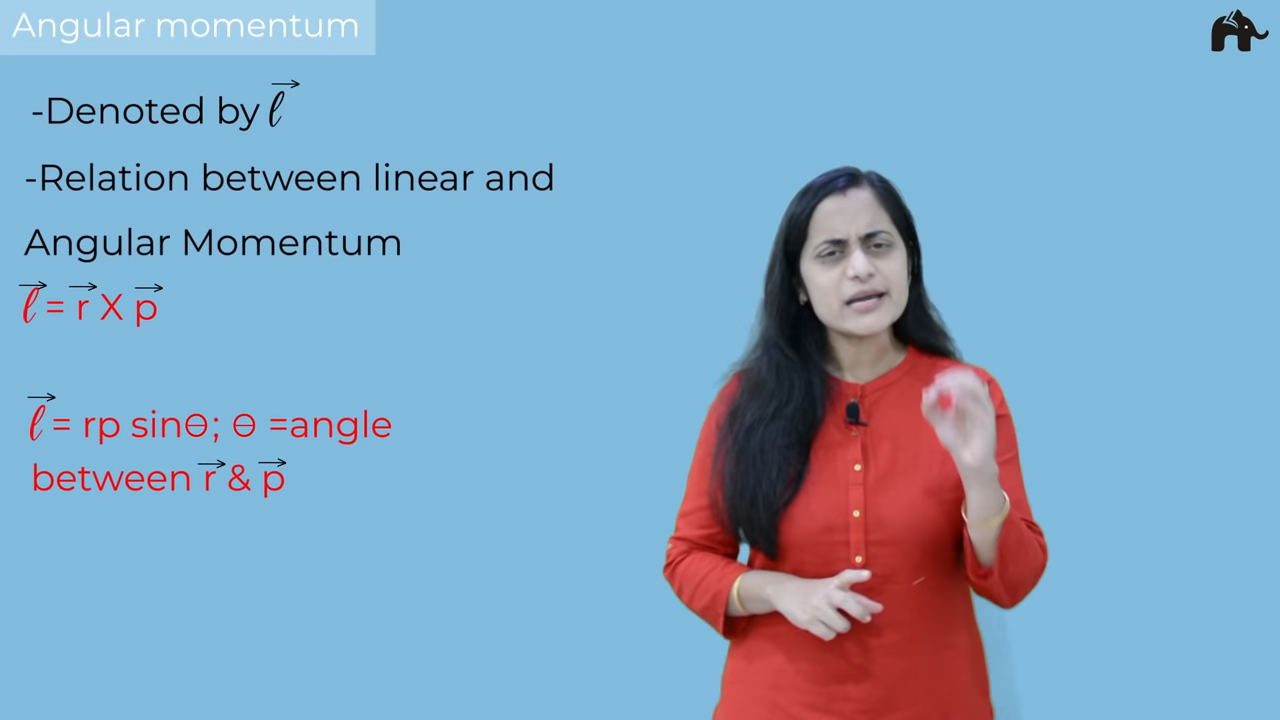 Angular momentum
-Denoted by ℓ⃗
-Relation between linear and
Angular Momentum
ℓ⃗ = r⃗ X p⃗
ℓ⃗ = rp sinΘ; Θ =angle
between r⃗ & p⃗